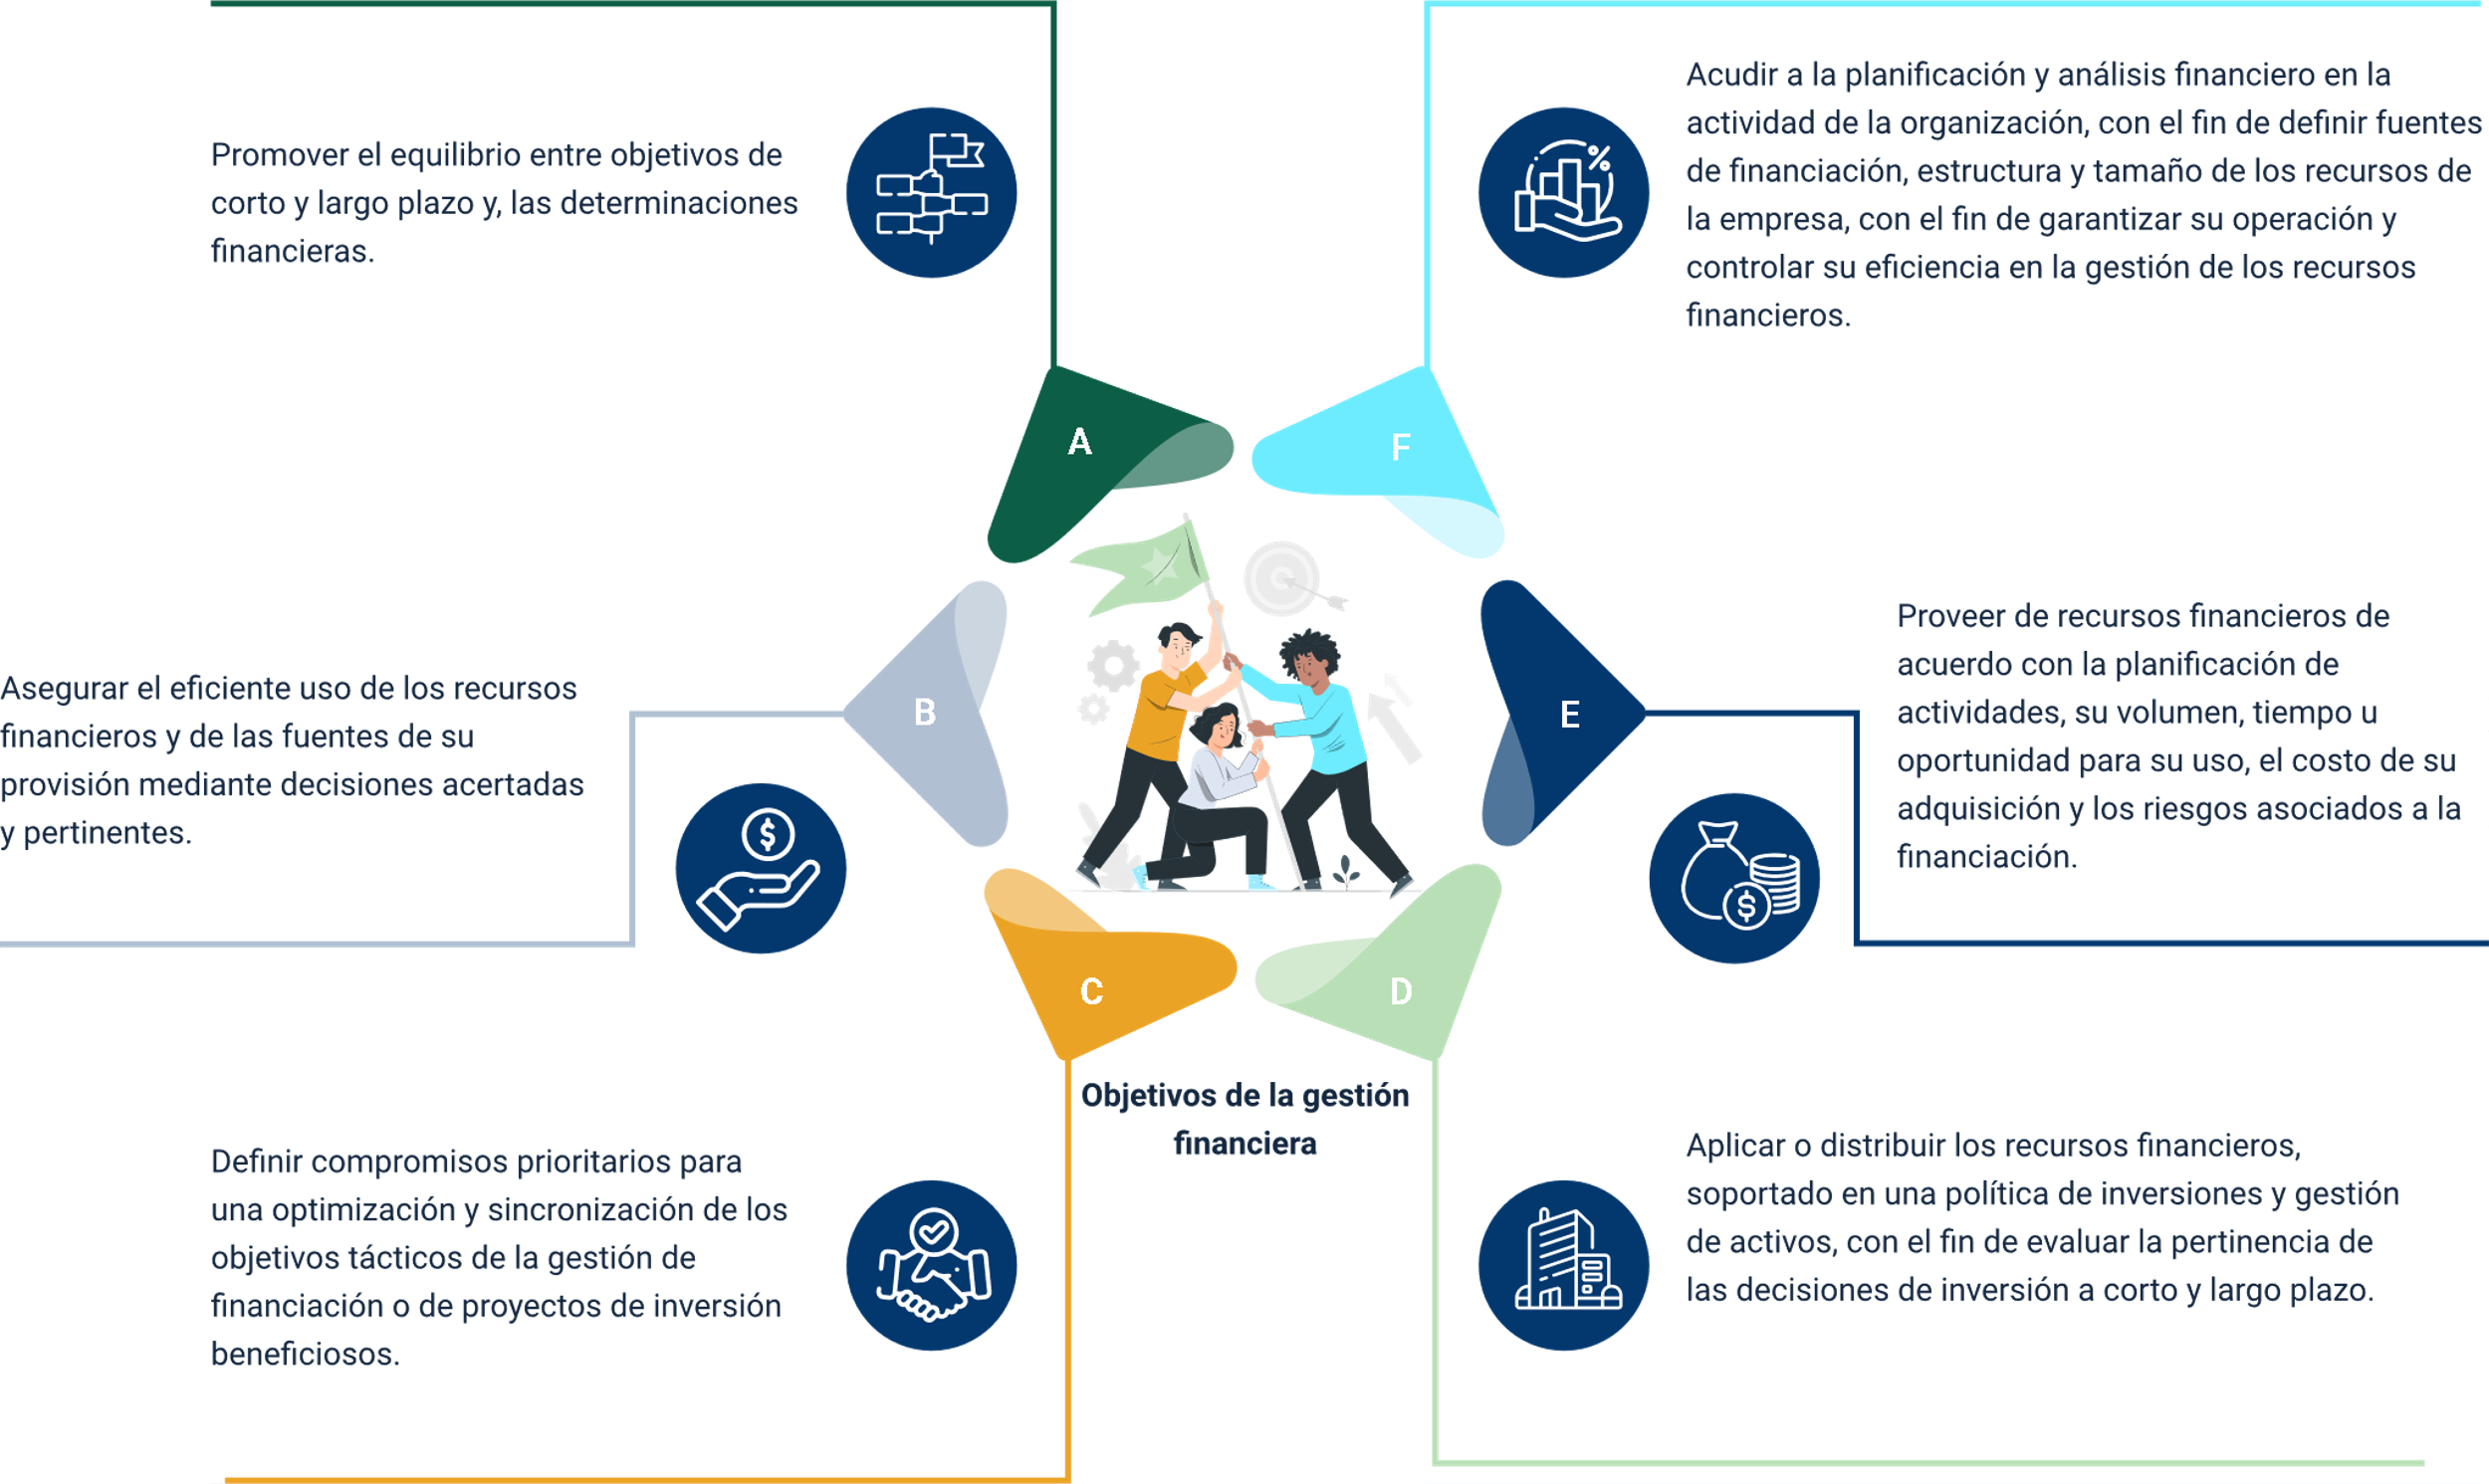 Promover el equilibrio entre objetivos de
corto y largo plazo y, las determinaciones
financieras.
A
Asegurar el eficiente uso de los recursos
financieros y de las fuentes de su
provisión mediante decisiones acertadas
y pertinentes.
B
Definir compromisos prioritarios para
una optimización y sincronización de los
objetivos tácticos de la gestión de
financiación o de proyectos de inversión
beneficiosos.
C
Objetivos de la gestión
financiera
D
Aplicar o distribuir los recursos financieros,
soportado en una política de inversiones y gestión
de activos, con el fin de evaluar la pertinencia de
las decisiones de inversión a corto y largo plazo.
E
Proveer de recursos financieros de
acuerdo con la planificación de
actividades, su volumen, tiempo u
oportunidad para su uso, el costo de su
adquisición y los riesgos asociados a la
financiación.
F
Acudir a la planificación y análisis financiero en la
actividad de la organización, con el fin de definir fuentes
de financiación, estructura y tamaño de los recursos de
la empresa, con el fin de garantizar su operación y
controlar su eficiencia en la gestión de los recursos
financieros.